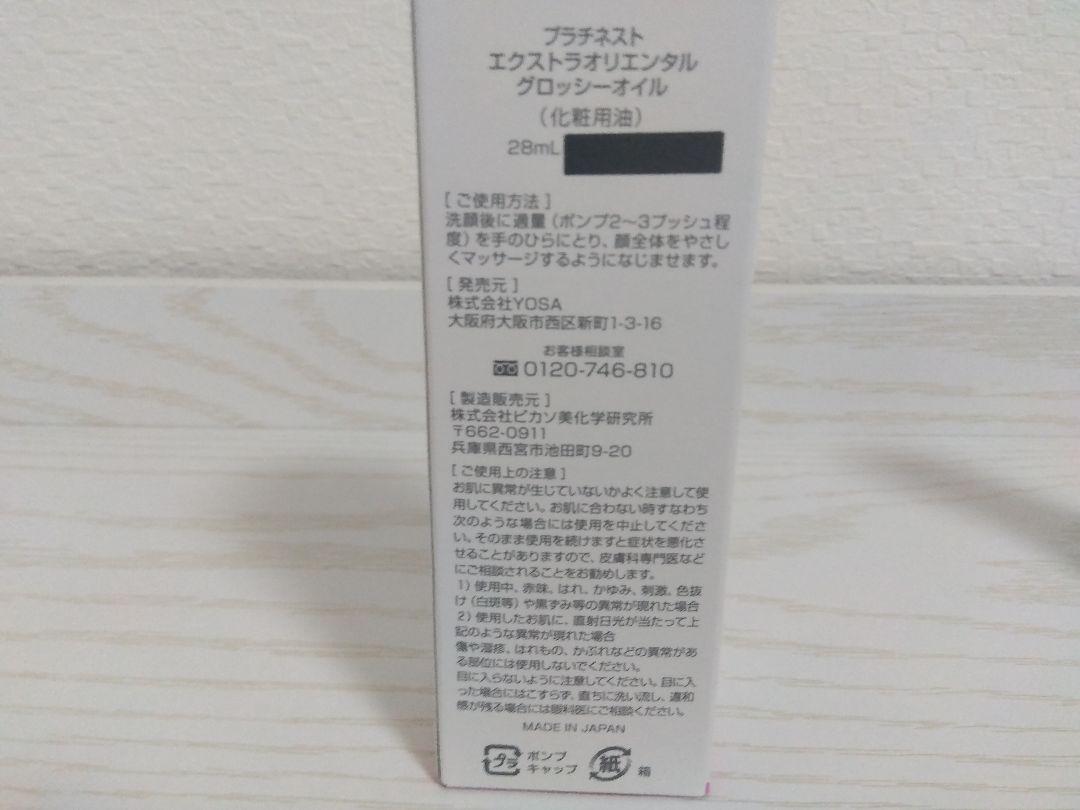 プラチネスト
エクストラオリエンタル
グロッシーオイル
（化粧用油）
28mL
[ ご使用方法 ]
洗顔後に適量（ポンプ2〜3プッシュ程
度）を手のひらにとり、顔全体をやさし
くマッサージするようになじませます。
[ 発売元 ]
株式会社YOSA
大阪府大阪市西区新町1-3-16
お客様相談室
0120-746-810
[ 製造販売元 ]
株式会社ピカソ美化学研究所
〒662-0911
兵庫県西宮市池田町9-20
[ ご使用上の注意 ]
お肌に異常が生じていないかよく注意して使
用してください。お肌に合わない時すなわち
次のような場合には使用を中止してくださ
い。そのまま使用を続けますと症状を悪化さ
せることがありますので、皮膚科専門医など
にご相談されることをお勧めします。
1）使用中、赤味、はれ、かゆみ、刺激、色抜
け（白斑等）や黒ずみ等の異常が現れた場合
2）使用したお肌に、直射日光が当たって上
記のような異常が現れた場合
傷や湿疹、はれもの、かぶれなどの異常があ
る部位には使用しないでください。
目に入らないように注意してください。目に入
った場合にはこすらず、直ちに洗い流し、違和
感が残る場合には眼科医にご相談ください。
MADE IN JAPAN
プラ ポンプ
キャップ
紙 箱